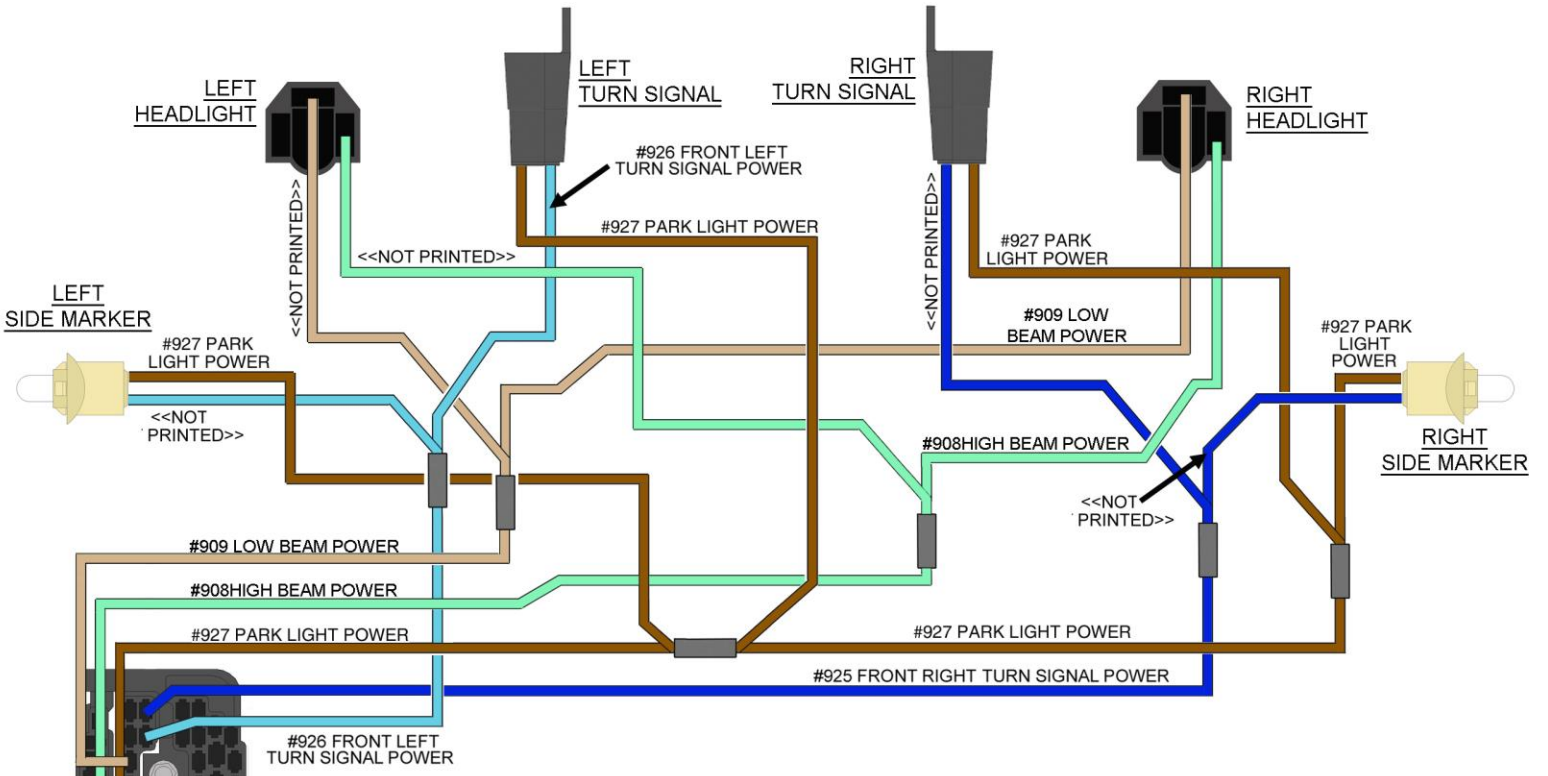 LEFT
HEADLIGHT
LEFT
TURN SIGNAL
RIGHT
TURN SIGNAL
RIGHT
HEADLIGHT
#926 FRONT LEFT
TURN SIGNAL POWER
<<NOT PRINTED>>
#927 PARK LIGHT POWER
<<NOT PRINTED>>
<<NOT PRINTED>>
#927 PARK
LIGHT POWER
LEFT
SIDE MARKER
#927 PARK
LIGHT POWER
<<NOT
PRINTED>>
#909 LOW
BEAM POWER
#927 PARK
LIGHT
POWER
RIGHT
SIDE MARKER
#908HIGH BEAM POWER
<<NOT
PRINTED>>
#909 LOW BEAM POWER
#908HIGH BEAM POWER
#927 PARK LIGHT POWER
#927 PARK LIGHT POWER
#925 FRONT RIGHT TURN SIGNAL POWER
#926 FRONT LEFT
TURN SIGNAL POWER